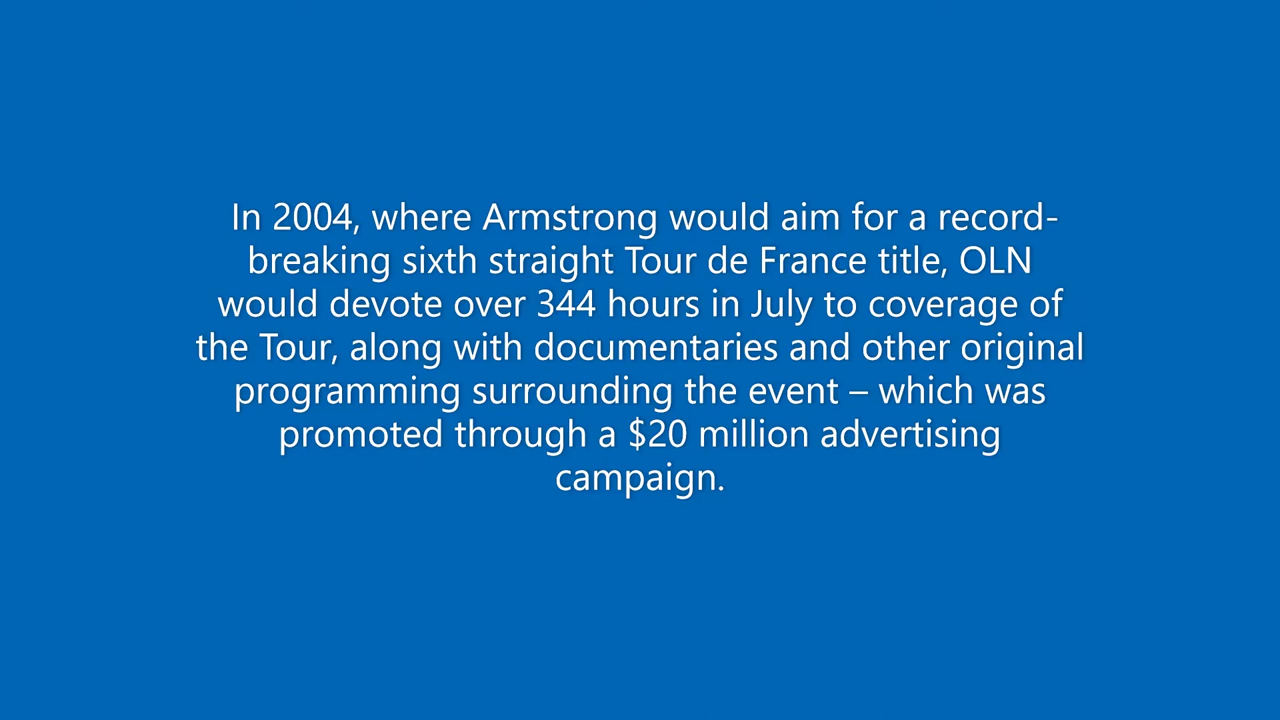 In 2004, where Armstrong would aim for a record-
breaking sixth straight Tour de France title, OLN
would devote over 344 hours in July to coverage of
the Tour, along with documentaries and other original
programming surrounding the event – which was
promoted through a $20 million advertising
campaign.